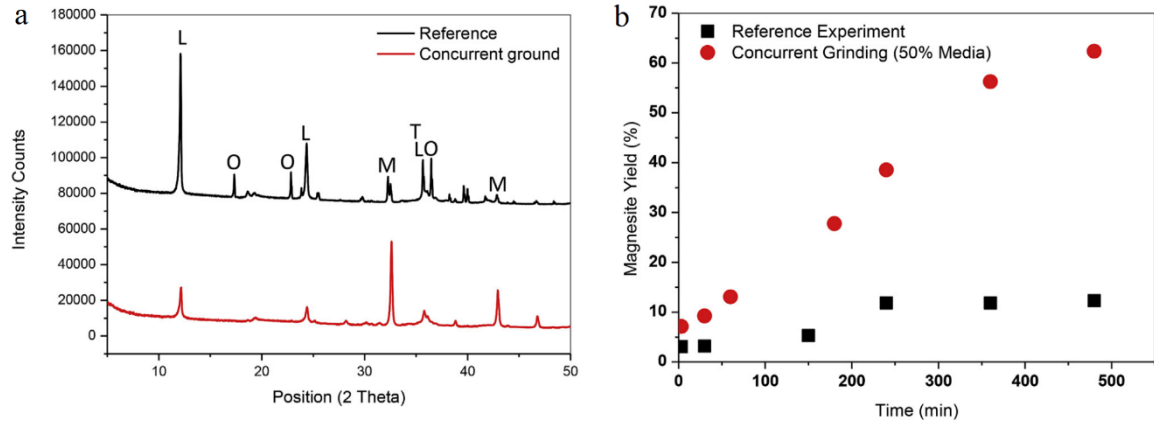 a
180000
160000
140000
120000
100000
80000
60000
40000
20000
0
Intensity Counts
10 20 30 40 50
Position (2 Theta)
Reference
Concurrent ground
L
O
O
L
M
T
L O
M
b
70
60
50
40
30
20
10
0
Magnesite Yield (%)
0 100 200 300 400 500
Time (min)
Reference Experiment
Concurrent Grinding (50% Media)